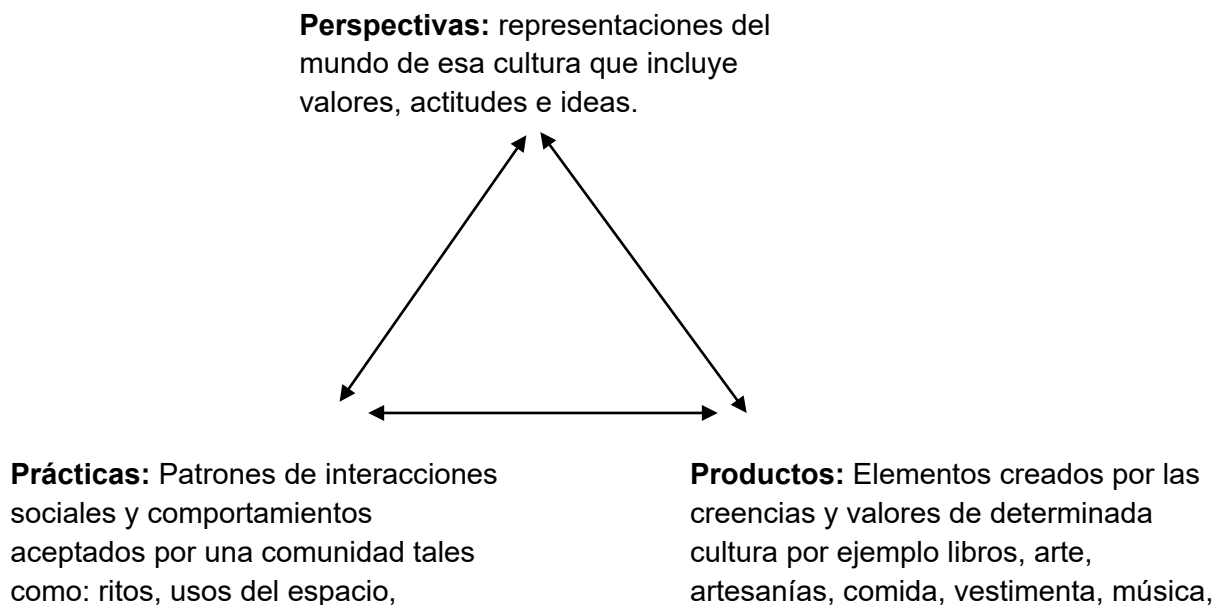 Perspectivas: representaciones del
mundo de esa cultura que incluye
valores, actitudes e ideas.
Prácticas: Patrones de interacciones
sociales y comportamientos
aceptados por una comunidad tales
como: ritos, usos del espacio,
Productos: Elementos creados por las
creencias y valores de determinada
cultura por ejemplo libros, arte,
artesanías, comida, vestimenta, música,